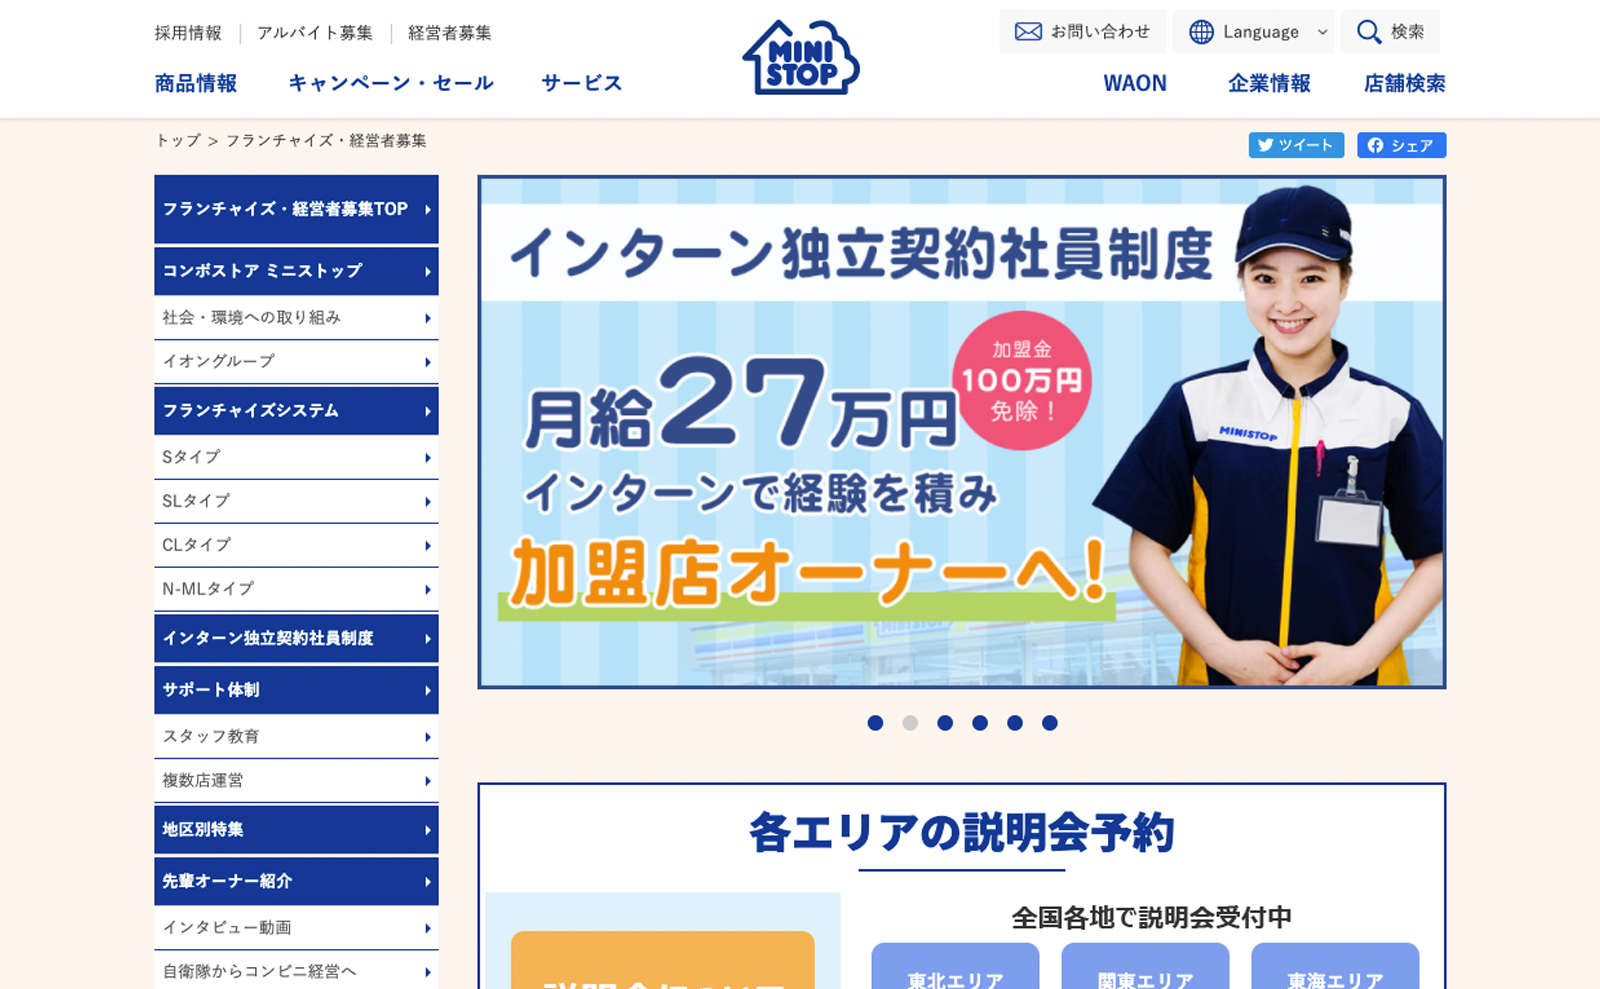 採用情報
アルバイト募集
経営者募集
お問い合わせ
Language
検索
商品情報
キャンペーン・セール
サービス
MINI
STOP
WAON
企業情報
店舗検索
トップ > フランチャイズ・経営者募集
ツイート
シェア
フランチャイズ・経営者募集TOP
コンボストア ミニストップ
社会・環境への取り組み
イオングループ
フランチャイズシステム
Sタイプ
SLタイプ
CLタイプ
N-MLタイプ
インターン独立契約社員制度
サポート体制
スタッフ教育
複数店運営
地区別特集
先輩オーナー紹介
インタビュー動画
自衛隊からコンビニ経営へ
インターン独立契約社員制度
加盟金
100万円
免除！
月給27万円
インターンで経験を積み
加盟店オーナーへ!
MINISTOP
MINISTOP
各エリアの説明会予約
全国各地で説明会受付中
東北エリア
関東エリア
東海エリア